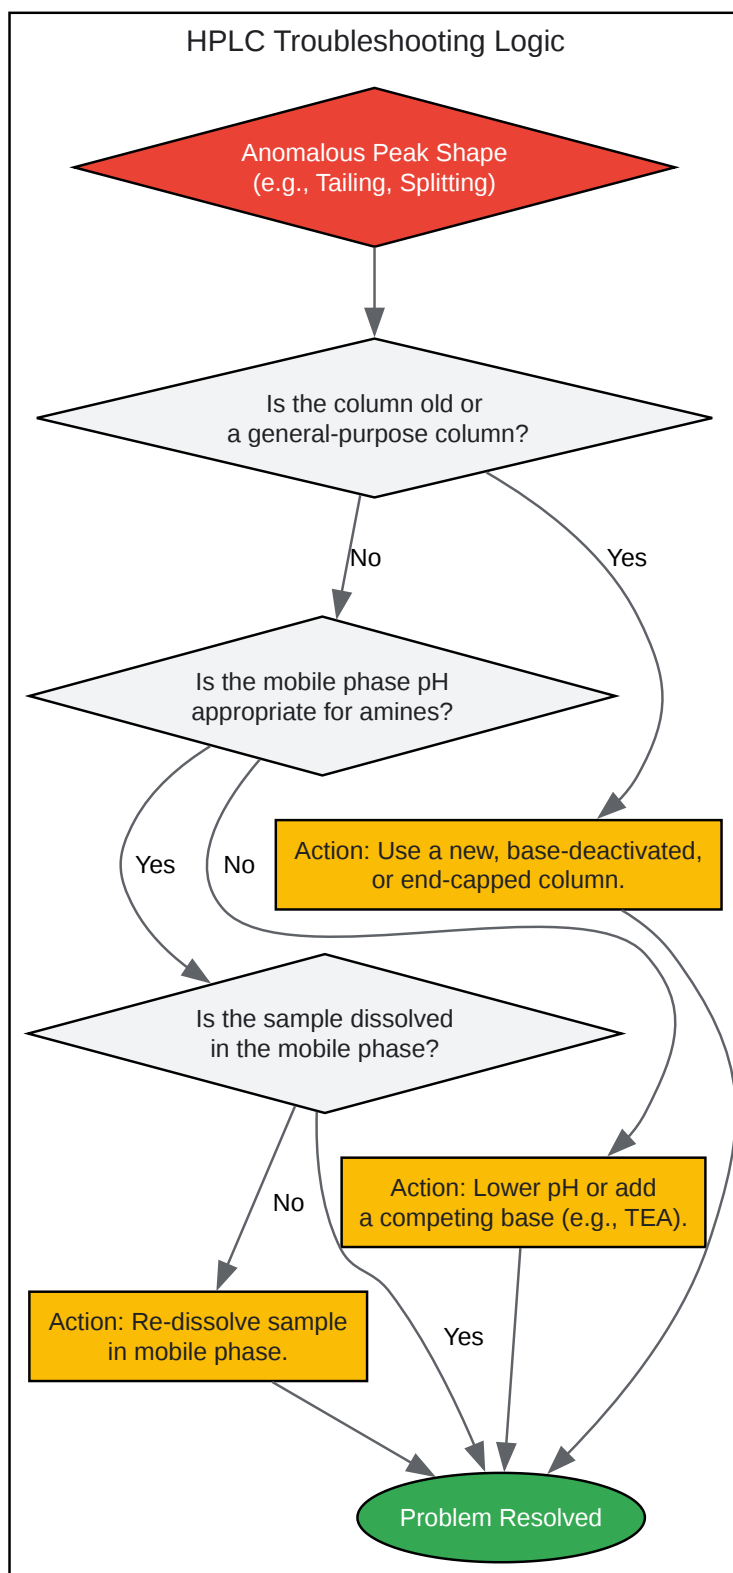 HPLC Troubleshooting Logic
Anomalous Peak Shape
(e.g., Tailing, Splitting)
Is the column old or
a general-purpose column?
No
Yes
Is the mobile phase pH
appropriate for amines?
Yes
No
Action: Use a new, base-deactivated,
or end-capped column.
Is the sample dissolved
in the mobile phase?
No
Action: Lower pH or add
a competing base (e.g., TEA).
Action: Re-dissolve sample
in mobile phase.
Yes
Problem Resolved